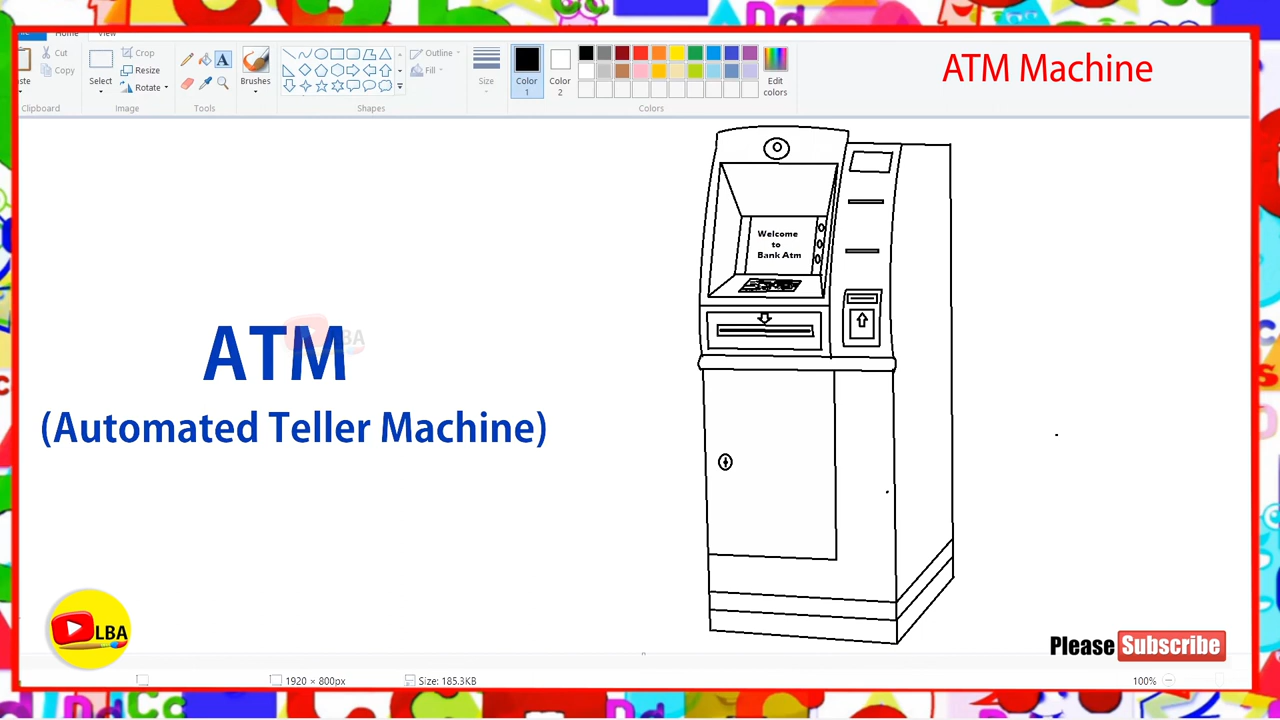 Home
View
Cut
Copy
Clipboard
Select
Crop
Resize
Rotate
Image
A
Tools
Brushes
Shapes
Outline
Fill
Size
Color
1
Color
2
Colors
Edit
colors
ATM Machine
Welcome
to
Bank Atm
ATM
(Automated Teller Machine)
LBA
Please Subscribe
1920 × 800px
Size: 185.3KB
100%